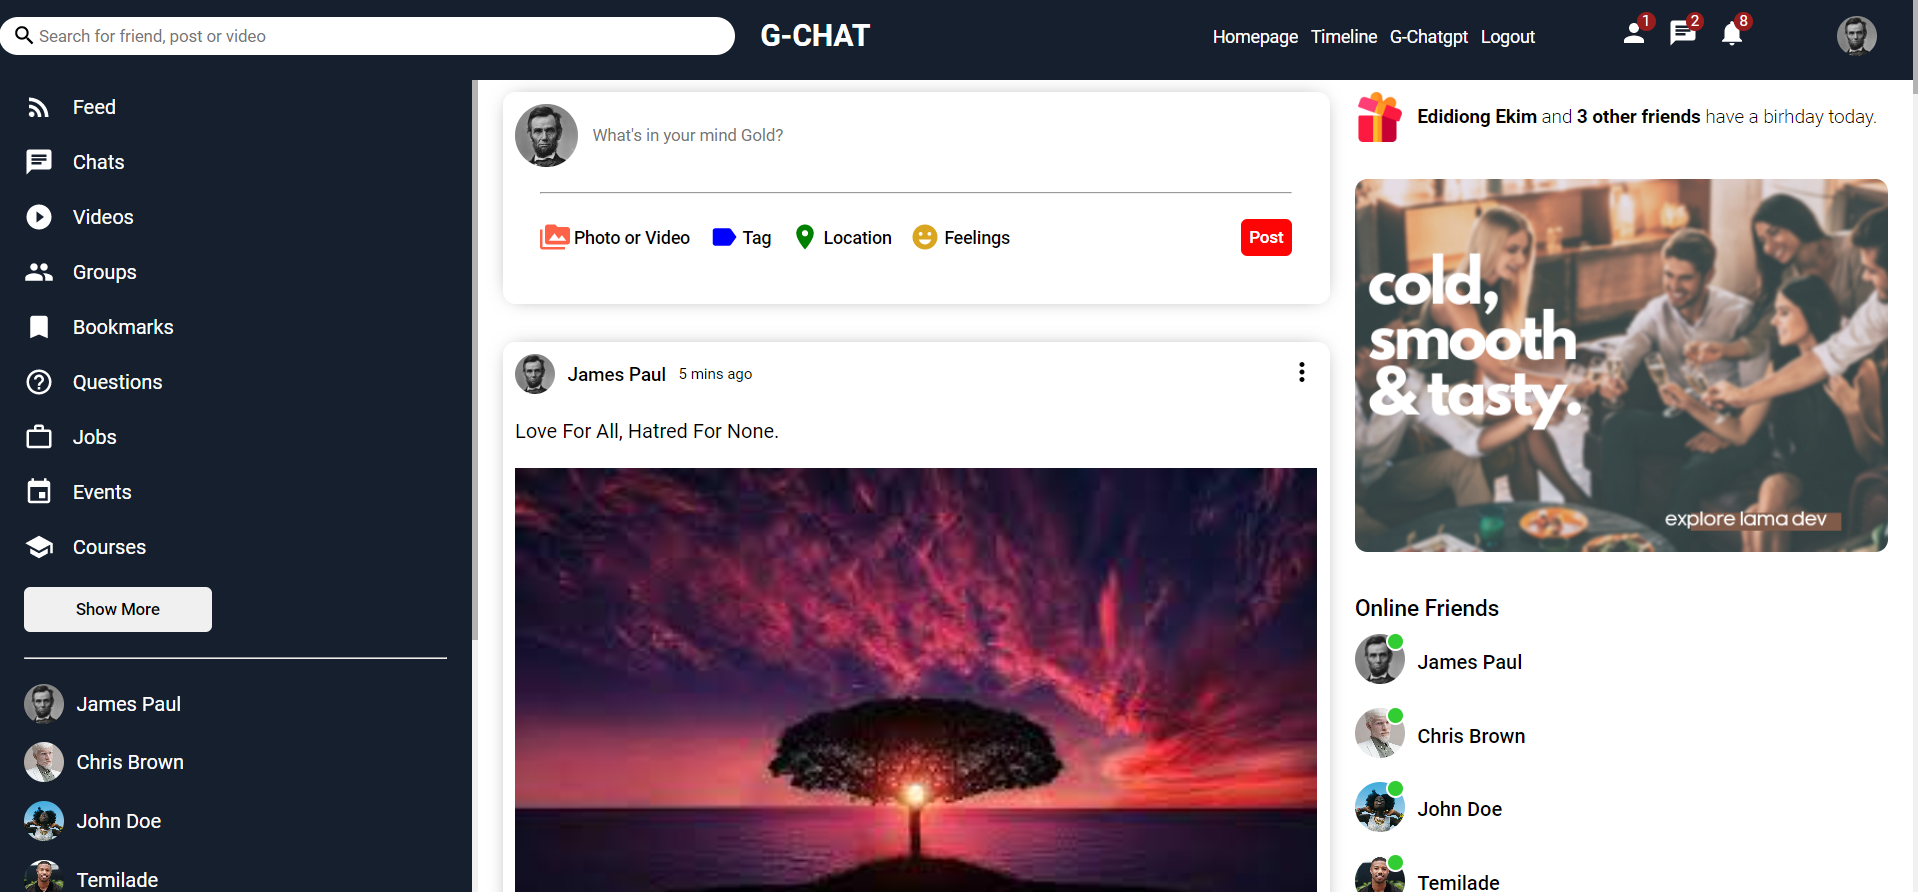 Search for friend, post or video
G-CHAT
Homepage Timeline G-Chatgpt Logout
1
2
8
Feed
Chats
Videos
Groups
Bookmarks
Questions
Jobs
Events
Courses
Show More
James Paul
Chris Brown
John Doe
Temilade
What's in your mind Gold?
Photo or Video
Tag
Location
Feelings
Post
James Paul 5 mins ago
Love For All, Hatred For None.
Edidiong Ekim and 3 other friends have a birhday today.
cold,
smooth
& tasty.
explore lama dev
Online Friends
James Paul
Chris Brown
John Doe
Temilade